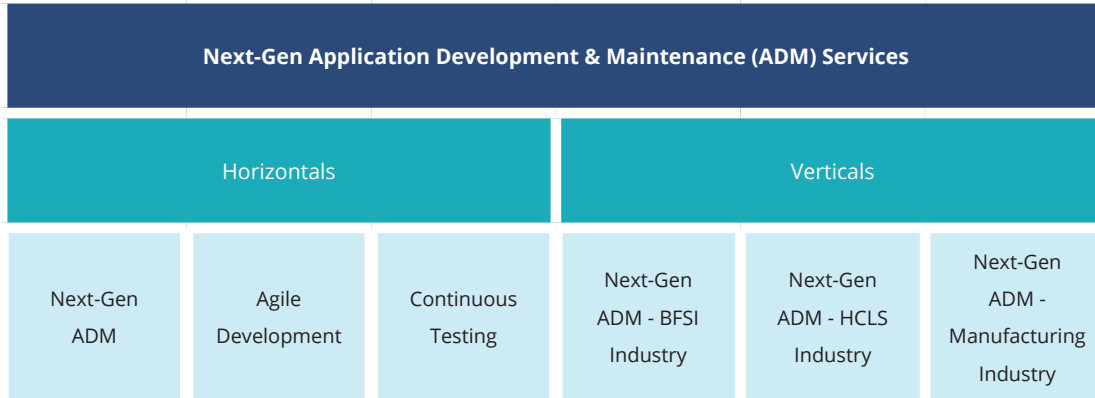 Next-Gen Application Development & Maintenance (ADM) Services
Horizontals
Verticals
Next-Gen
ADM
Agile
Development
Continuous
Testing
Next-Gen
ADM - BFSI
Industry
Next-Gen
ADM - HCLS
Industry
Next-Gen
ADM -
Manufacturing
Industry